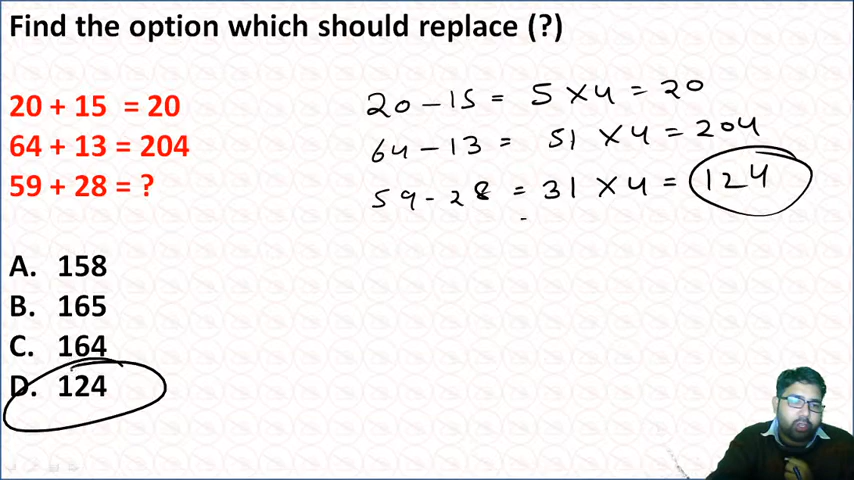 Find the option which should replace (?)
20 + 15 = 20
64 + 13 = 204
59 + 28 = ?
20 - 15 = 5 X 4 = 20
64 - 13 = 51 X 4 = 204
59 - 28 = 31 X 4 = 124
A. 158
B. 165
C. 164
D. 124